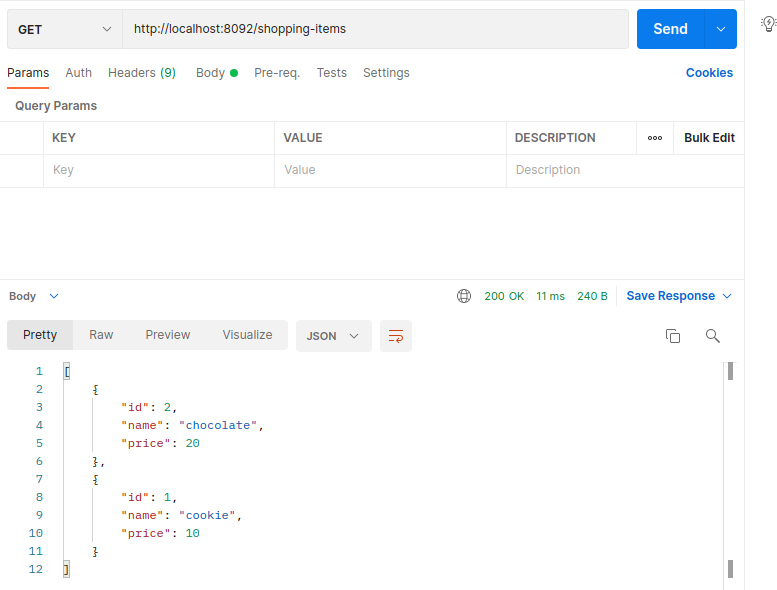 GET http://localhost:8092/shopping-items Send
Params Auth Headers (9) Body Pre-req. Tests Settings Cookies
Query Params
KEY VALUE DESCRIPTION ooo Bulk Edit
Key Value Description
Body 200 OK 11 ms 240 B Save Response
Pretty Raw Preview Visualize JSON
1 [
2 {
3 "id": 2,
4 "name": "chocolate",
5 "price": 20
6 },
7 {
8 "id": 1,
9 "name": "cookie",
10 "price": 10
11 }
12 ]